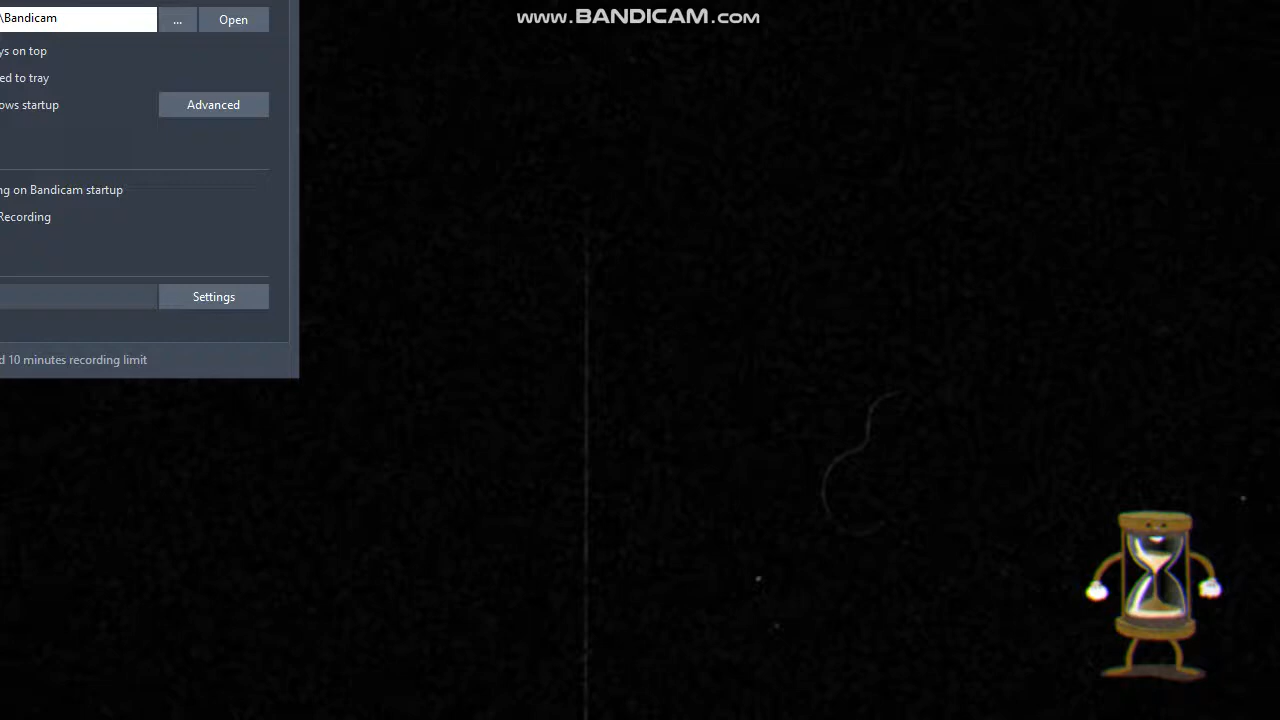 www.BANDICAM.com
\Bandicam
...
Open
ys on top
ed to tray
ows startup
Advanced
ng on Bandicam startup
Recording
Settings
d 10 minutes recording limit